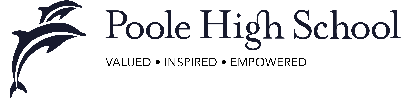 Poole High School
VALUED • INSPIRED • EMPOWERED